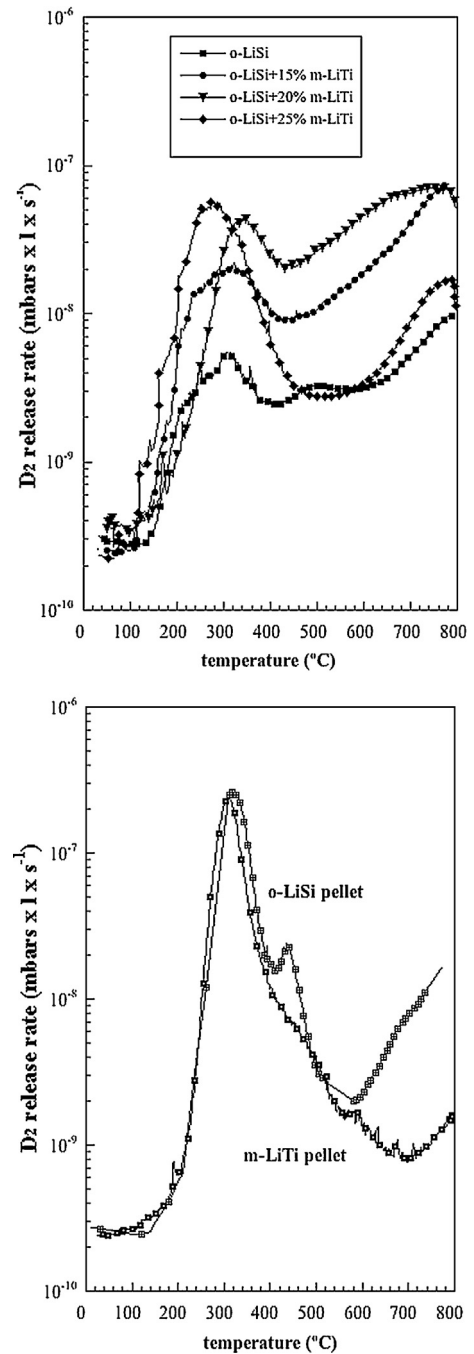 o-LiSi
o-LiSi+15% m-LiTi
o-LiSi+20% m-LiTi
o-LiSi+25% m-LiTi
10⁻⁶
10⁻⁷
10⁻⁸
10⁻⁹
10⁻¹⁰
D2 release rate (mbars x l x s⁻¹)
0 100 200 300 400 500 600 700 800
temperature (ºC)
10⁻⁶
10⁻⁷
10⁻⁸
10⁻⁹
10⁻¹⁰
D2 release rate (mbars x l x s⁻¹)
o-LiSi pellet
m-LiTi pellet
0 100 200 300 400 500 600 700 800
temperature (ºC)